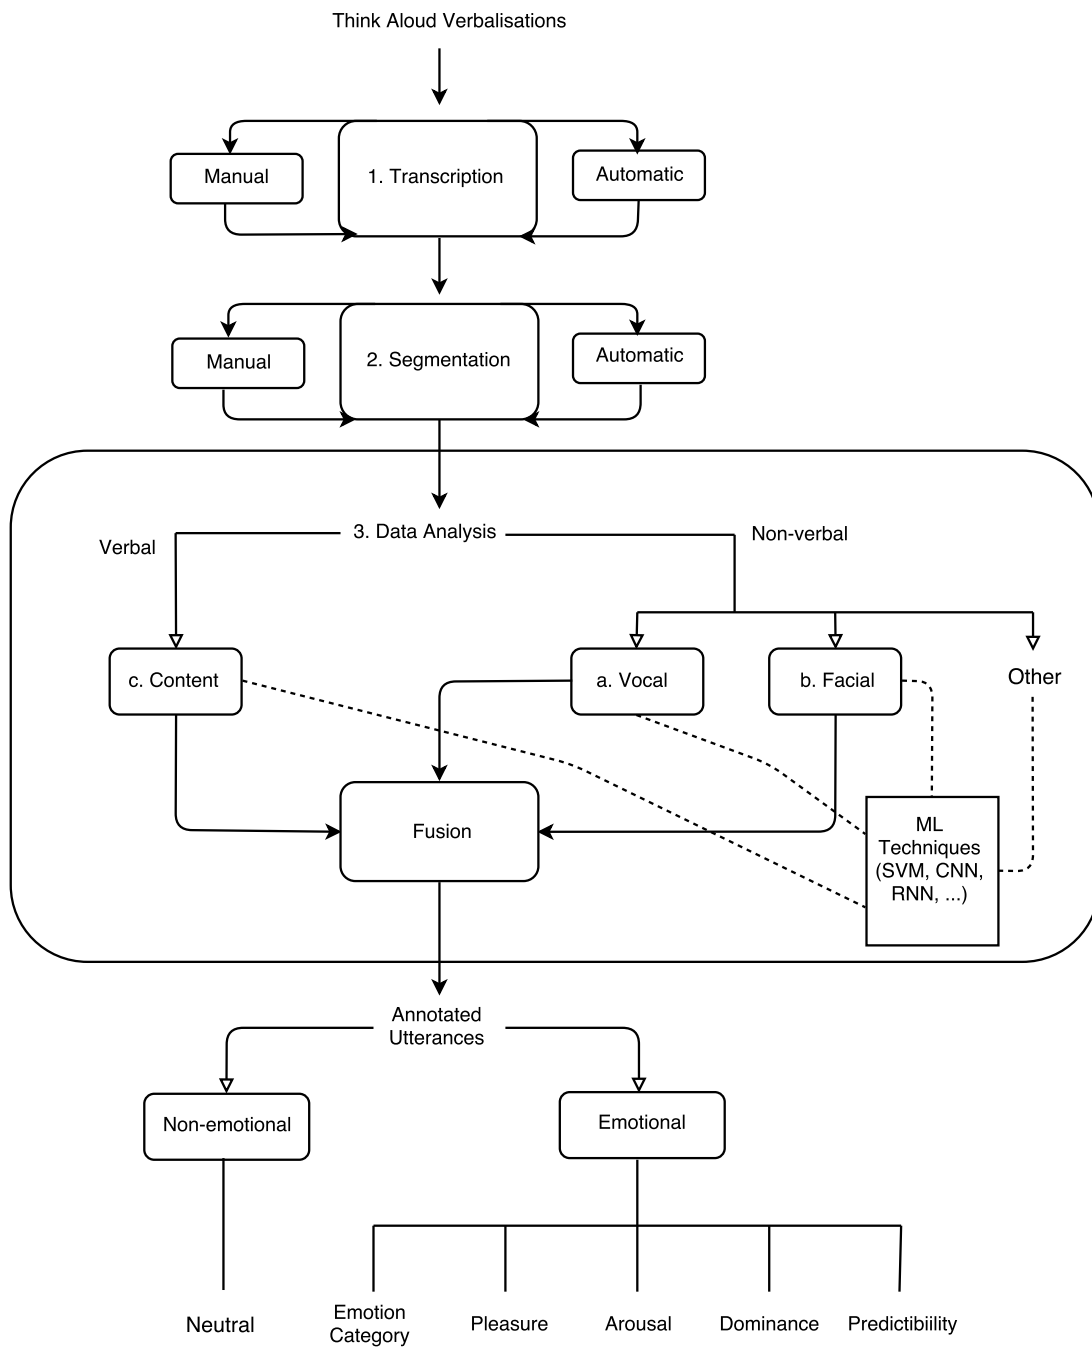 Think Aloud Verbalisations
Manual
1. Transcription
Automatic
Manual
2. Segmentation
Automatic
3. Data Analysis
Verbal
Non-verbal
c. Content
a. Vocal
b. Facial
Other
Fusion
ML
Techniques
(SVM, CNN,
RNN, ...)
Annotated
Utterances
Non-emotional
Emotional
Neutral
Emotion
Category
Pleasure
Arousal
Dominance
Predictibiility